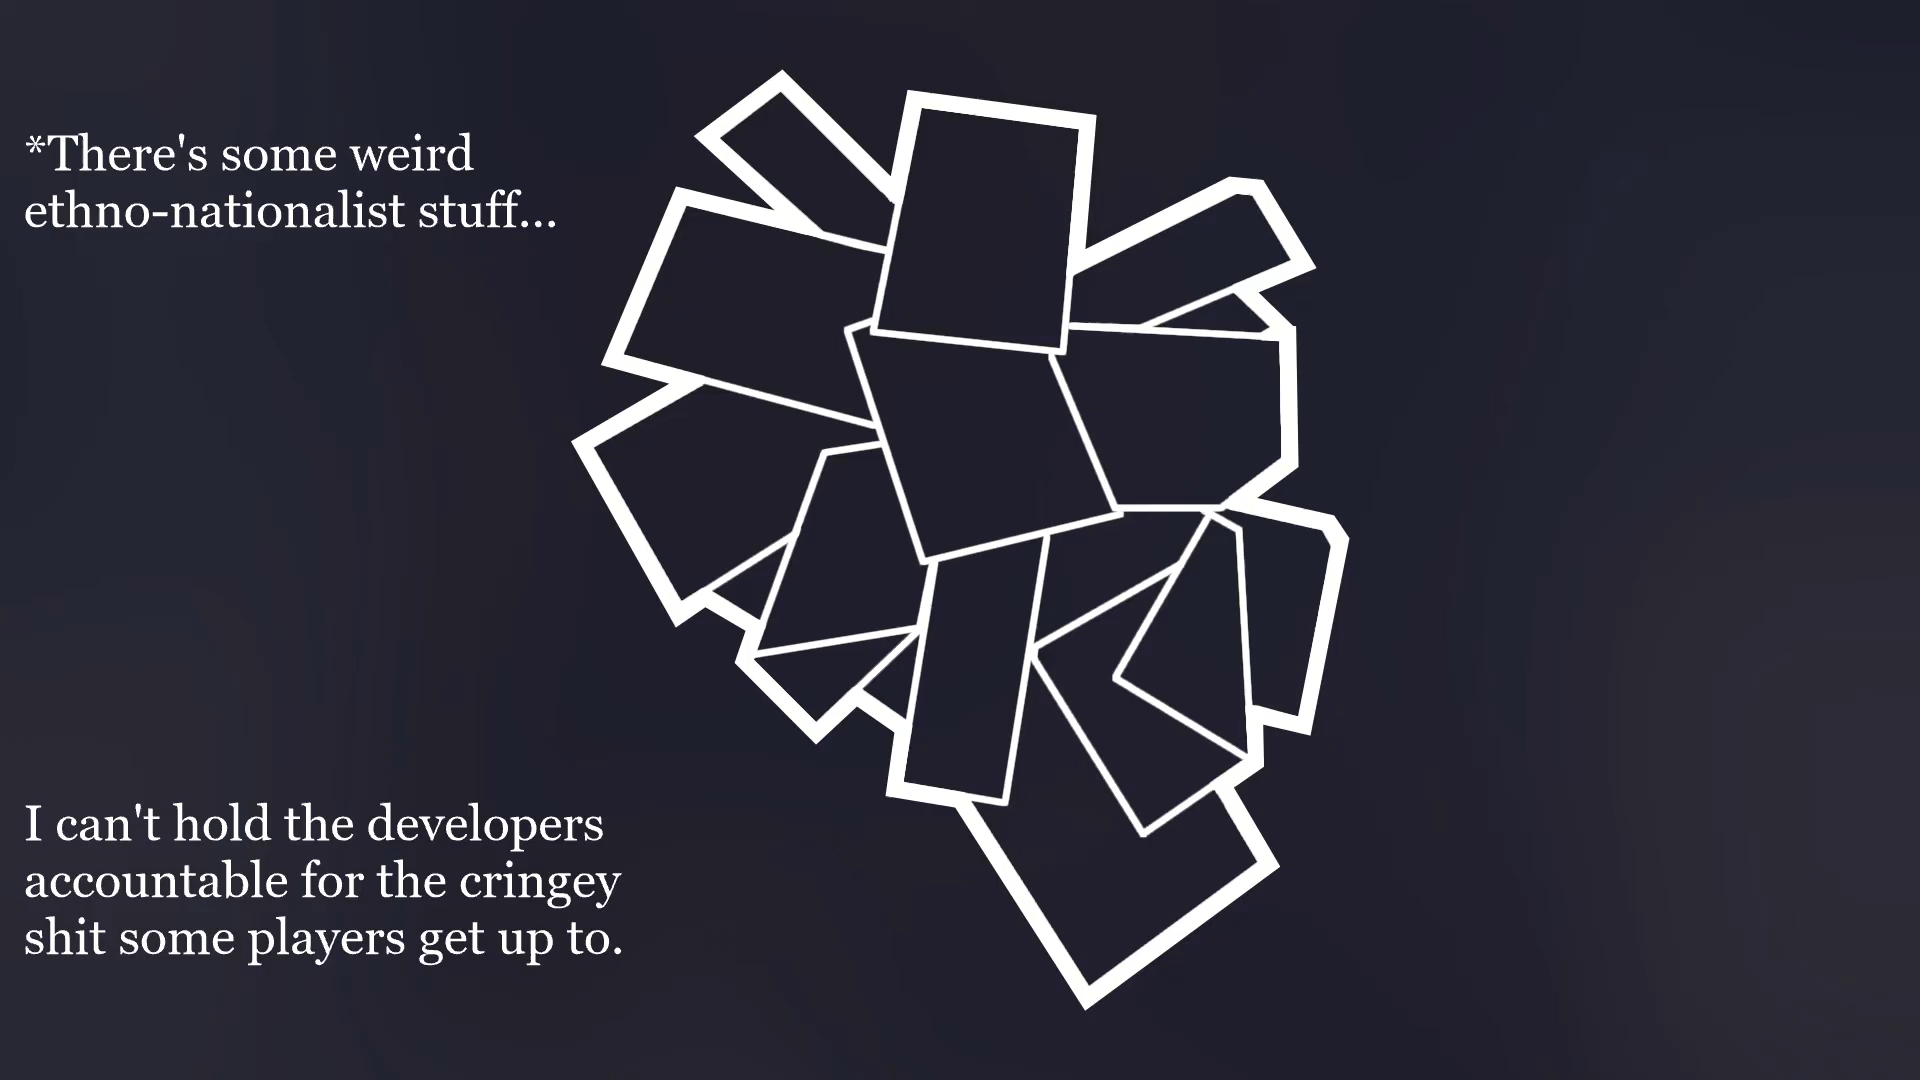 *There's some weird
ethno-nationalist stuff...
I can't hold the developers
accountable for the cringey
shit some players get up to.